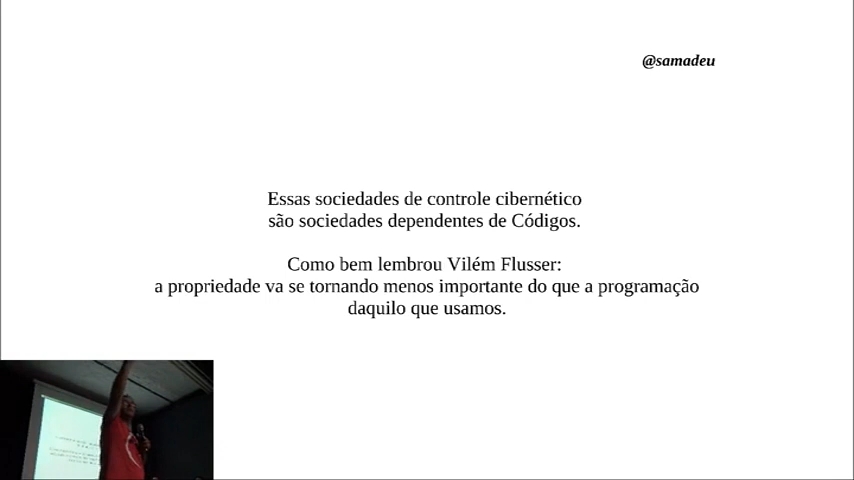 @samadeu
Essas sociedades de controle cibernético
são sociedades dependentes de Códigos.
Como bem lembrou Vilém Flusser:
a propriedade va se tornando menos importante do que a programação
daquilo que usamos.